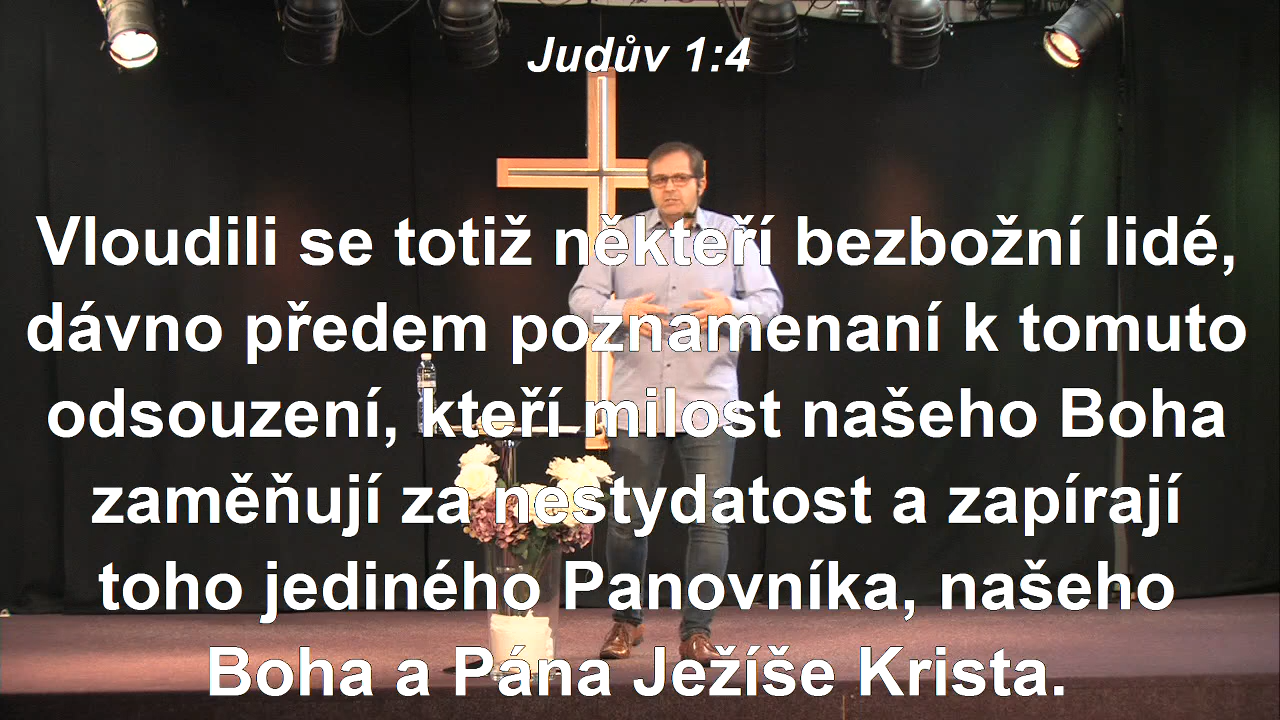 Judův 1:4
Vloudili se totiž někteří bezbožní lidé,
dávno předem poznamenaní k tomuto
odsouzení, kteří milost našeho Boha
zaměňují za nestydatost a zapírají
toho jediného Panovníka, našeho
Boha a Pána Ježíše Krista.